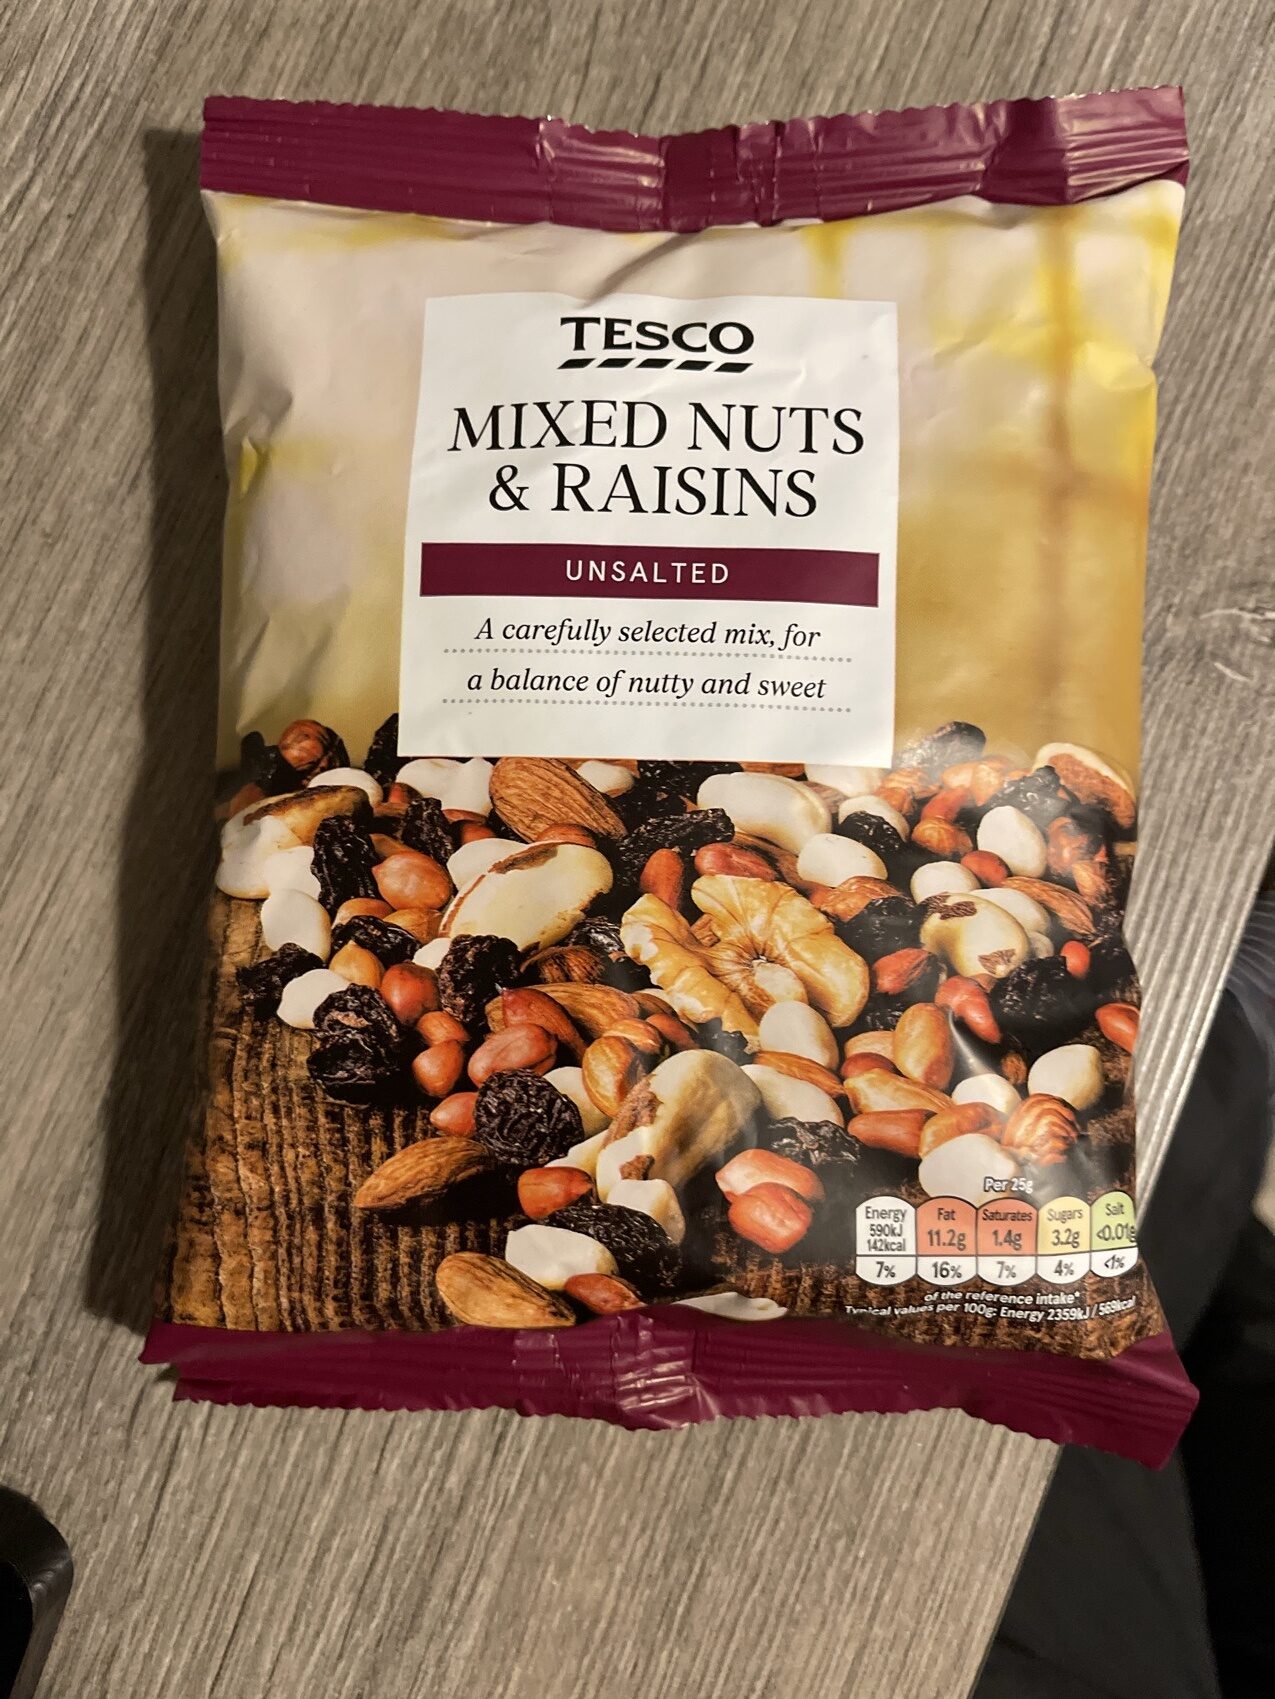 TESCO
MIXED NUTS
& RAISINS
UNSALTED
A carefully selected mix, for
a balance of nutty and sweet
Per 25g
Energy 590kJ 142kcal 7%
Fat 11.2g 16%
Saturates 1.4g 7%
Sugars 3.2g 4%
Salt <0.01g <1%
of the reference intake*
Typical values per 100g: Energy 2359kJ / 569kcal